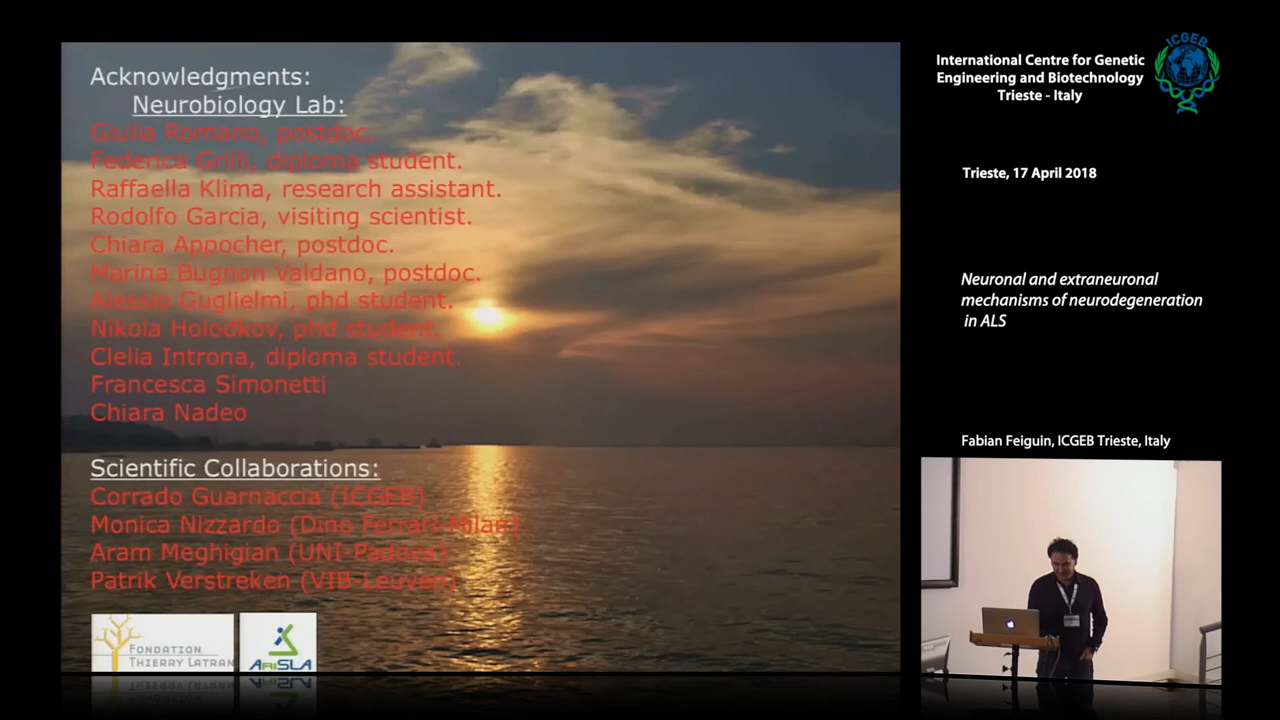 Acknowledgments:
Neurobiology Lab:
Giulia Romano, postdoc.
Federica Grilli, diploma student.
Raffaella Klima, research assistant.
Rodolfo Garcia, visiting scientist.
Chiara Appocher, postdoc.
Marina Bugnon Valdano, postdoc.
Alessio Guglielmi, phd student.
Nikola Holodkov, phd student.
Clelia Introna, diploma student.
Francesca Simonetti
Chiara Nadeo
Scientific Collaborations:
Corrado Guarnaccia (ICGEB)
Monica Nizzardo (Dino Ferrari-Milan)
Aram Meghigian (UNI-Padova)
Patrik Verstreken (VIB-Leuven)
FONDATION
THIERRY LATRAN
AriSLA
International Centre for Genetic
Engineering and Biotechnology
Trieste - Italy
ICGEB
Trieste, 17 April 2018
Neuronal and extraneuronal
mechanisms of neurodegeneration
in ALS
Fabian Feiguin, ICGEB Trieste, Italy